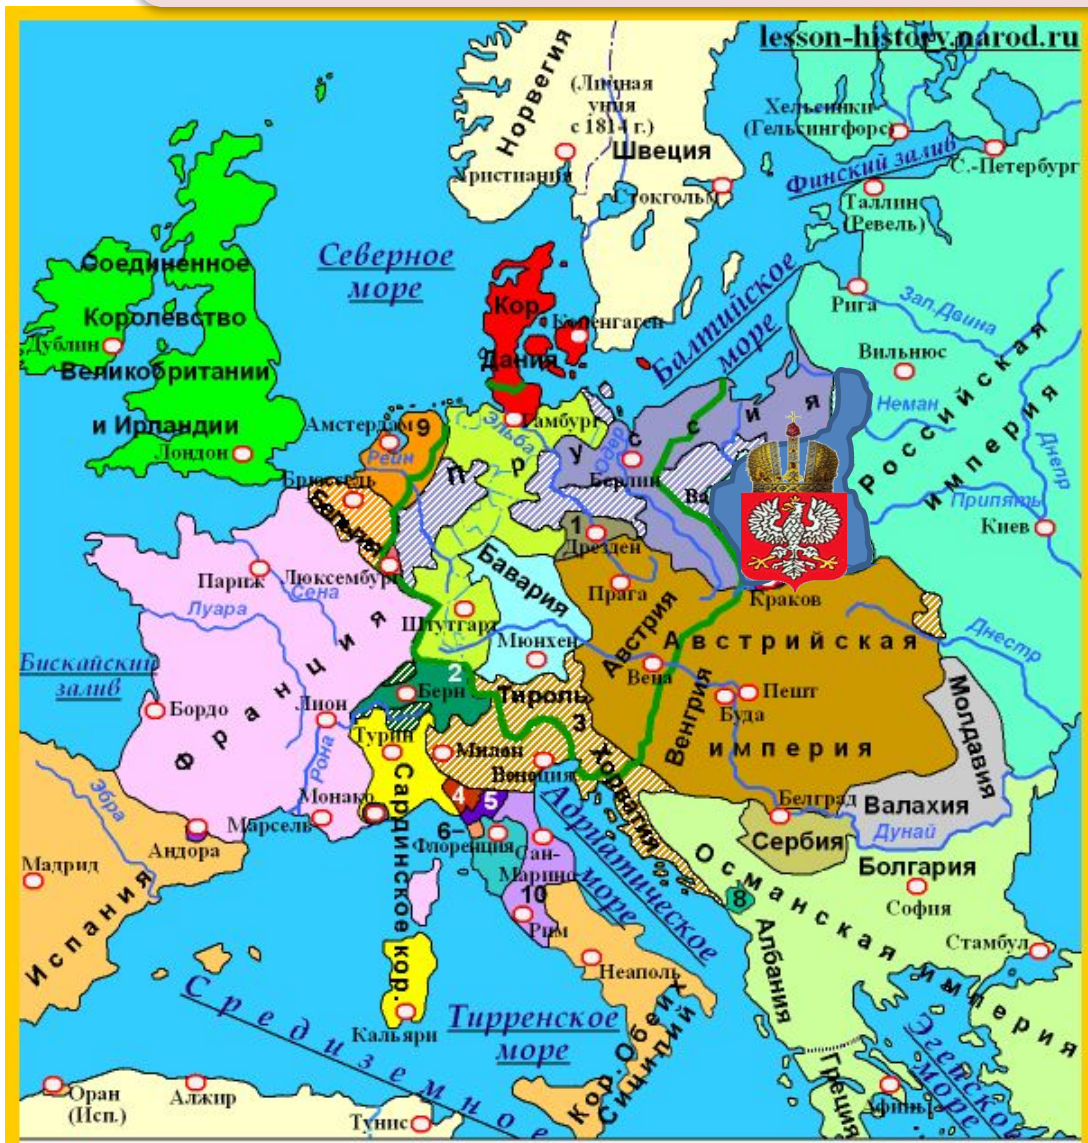 lesson-history.narod.ru
Норвегия
(Личная
уния
с 1814 г.)
Швеция
Христиания
Стокгольм
Хельсинки
(Гельсингфорс)
Финский залив
С.-Петербург
Таллин
(Ревель)
Северное
море
Соединенное
Королевство
Великобритании
и Ирландии
Дублин
Лондон
Кор.
Дания
Копенгаген
Балтийское
море
Рига
Зап.Двина
Вильнюс
Неман
Российская
империя
Днепр
Припять
Киев
Амстердам
9
Рейн
Гамбург
Эльба
Пруссия
Одер
Берлин
Ва
Брюссель
Бельгия
1
Дрезден
Люксембург
Париж
Сена
Луара
Франция
Бавария
Штутгарт
Мюнхен
Прага
Краков
Австрия
Австрийская
империя
Днестр
Вена
Венгрия
Пешт
Буда
Бискайский
залив
Бордо
Лион
Рона
2
Берн
Тироль
3
Турин
Милан
Венеция
Хорватия
Молдавия
Валахия
Белград
Сербия
Дунай
Болгария
София
Эбра
Мадрид
Испания
Андора
Марсель
Монако
Сардинское кор.
4
5
6–
Флоренция
Сан-
Марино
10
Рим
Адриатическое
море
8
Албания
Османская империя
Стамбул
Неаполь
Кальяри
Тирренское
море
Кор. Обеих
Сицилий
Средиземно
Греция
Афины
Эгейское
море
Оран
(Исп.)
Алжир
Тунис